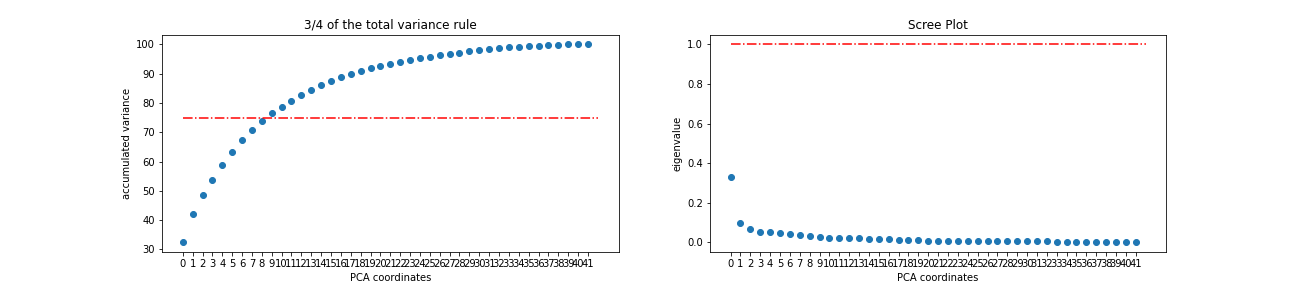 3/4 of the total variance rule
100
90
80
70
60
50
40
30
accumulated variance
0 1 2 3 4 5 6 7 8 9 10 11 12 13 14 15 16 17 18 19 20 21 22 23 24 25 26 27 28 29 30 31 32 33 34 35 36 37 38 39 40 41
PCA coordinates
Scree Plot
1.0
0.8
0.6
0.4
0.2
0.0
eigenvalue
0 1 2 3 4 5 6 7 8 9 10 11 12 13 14 15 16 17 18 19 20 21 22 23 24 25 26 27 28 29 30 31 32 33 34 35 36 37 38 39 40 41
PCA coordinates